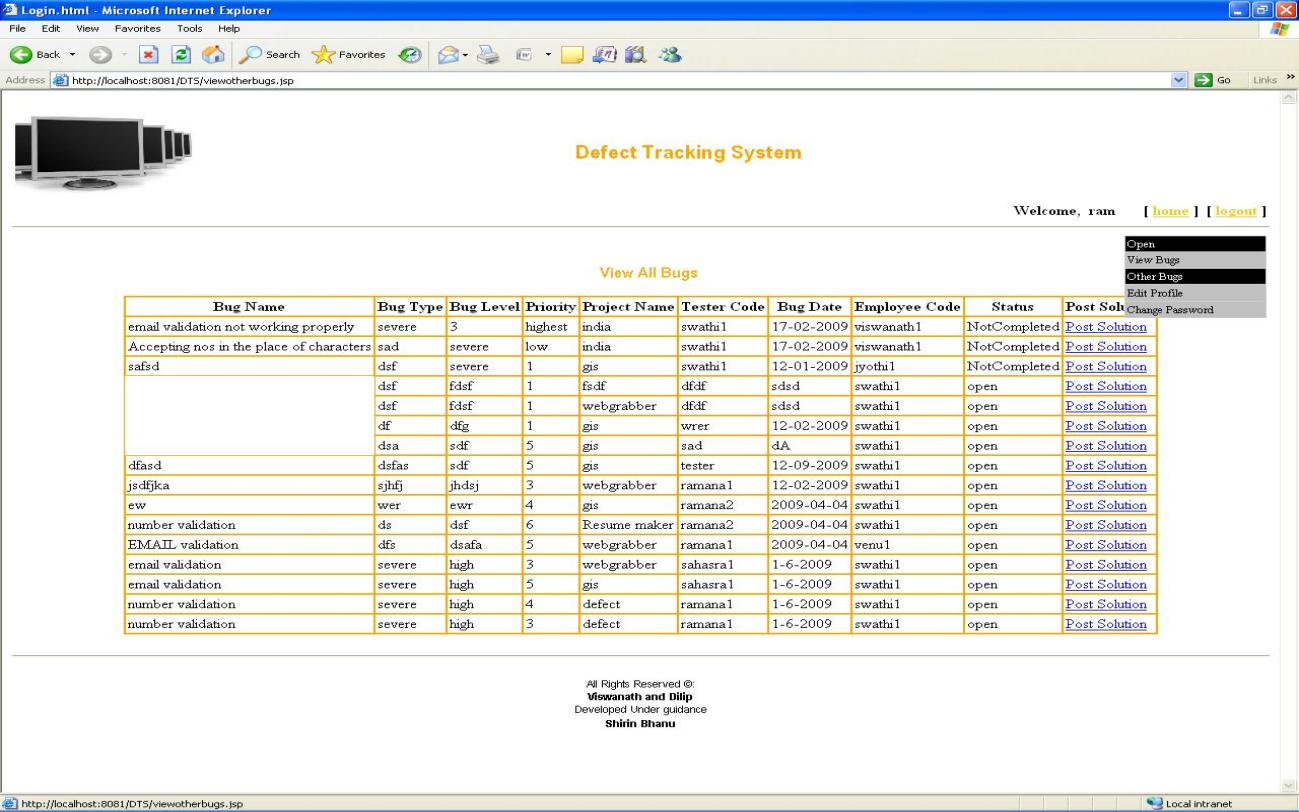 Login.html - Microsoft Internet Explorer
File Edit View Favorites Tools Help
Back Search Favorites
Address http://localhost:8081/DTS/viewotherbugs.jsp Go Links »
Defect Tracking System
Welcome, ram [ home ] [ logout ]
Open
View Bugs
Other Bugs
Edit Profile
Change Password
View All Bugs
Bug Name Bug Type Bug Level Priority Project Name Tester Code Bug Date Employee Code Status Post Solu
email validation not working properly severe 3 highest india swathi1 17-02-2009 viswanath1 NotCompleted Post Solution
Accepting nos in the place of characters sad severe low india swathi1 17-02-2009 viswanath1 NotCompleted Post Solution
safsd dsf severe 1 gis swathi1 12-01-2009 jyothi1 NotCompleted Post Solution
dsf fdsf 1 fsdf dfdf sdsd swathi1 open Post Solution
dsf fdsf 1 webgrabber dfdf sdsd swathi1 open Post Solution
df dfg 1 gis wrer 12-02-2009 swathi1 open Post Solution
dsa sdf 5 gis sad dA swathi1 open Post Solution
dfasd dsfas sdf 5 gis tester 12-09-2009 swathi1 open Post Solution
jsdfjka sjhfj jhdsj 3 webgrabber ramana1 12-02-2009 swathi1 open Post Solution
ew wer ewr 4 gis ramana2 2009-04-04 swathi1 open Post Solution
number validation ds dsf 6 Resume maker ramana2 2009-04-04 swathi1 open Post Solution
EMAIL validation dfs dsafa 5 webgrabber ramana1 2009-04-04 venu1 open Post Solution
email validation severe high 3 webgrabber sahasra1 1-6-2009 swathi1 open Post Solution
email validation severe high 5 gis sahasra1 1-6-2009 swathi1 open Post Solution
number validation severe high 4 defect ramana1 1-6-2009 swathi1 open Post Solution
number validation severe high 3 defect ramana1 1-6-2009 swathi1 open Post Solution
All Rights Reserved ©:
Viswanath and Dilip
Developed Under guidance
Shirin Bhanu
http://localhost:8081/DTS/viewotherbugs.jsp Local intranet